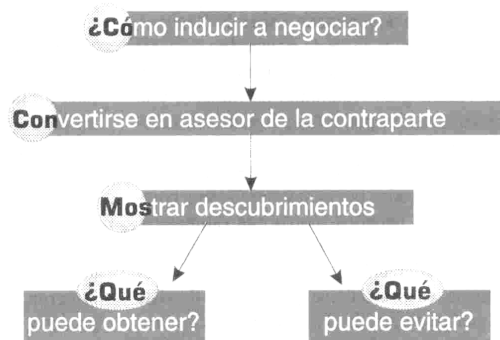 ¿Cómo inducir a negociar?
Convertirse en asesor de la contraparte
Mostrar descubrimientos
¿Qué
puede obtener?
¿Qué
puede evitar?